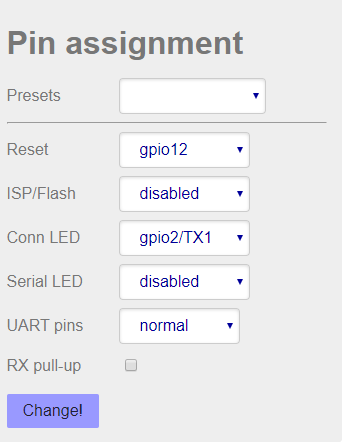 Pin assignment
Presets
Reset gpio12
ISP/Flash disabled
Conn LED gpio2/TX1
Serial LED disabled
UART pins normal
RX pull-up
Change!